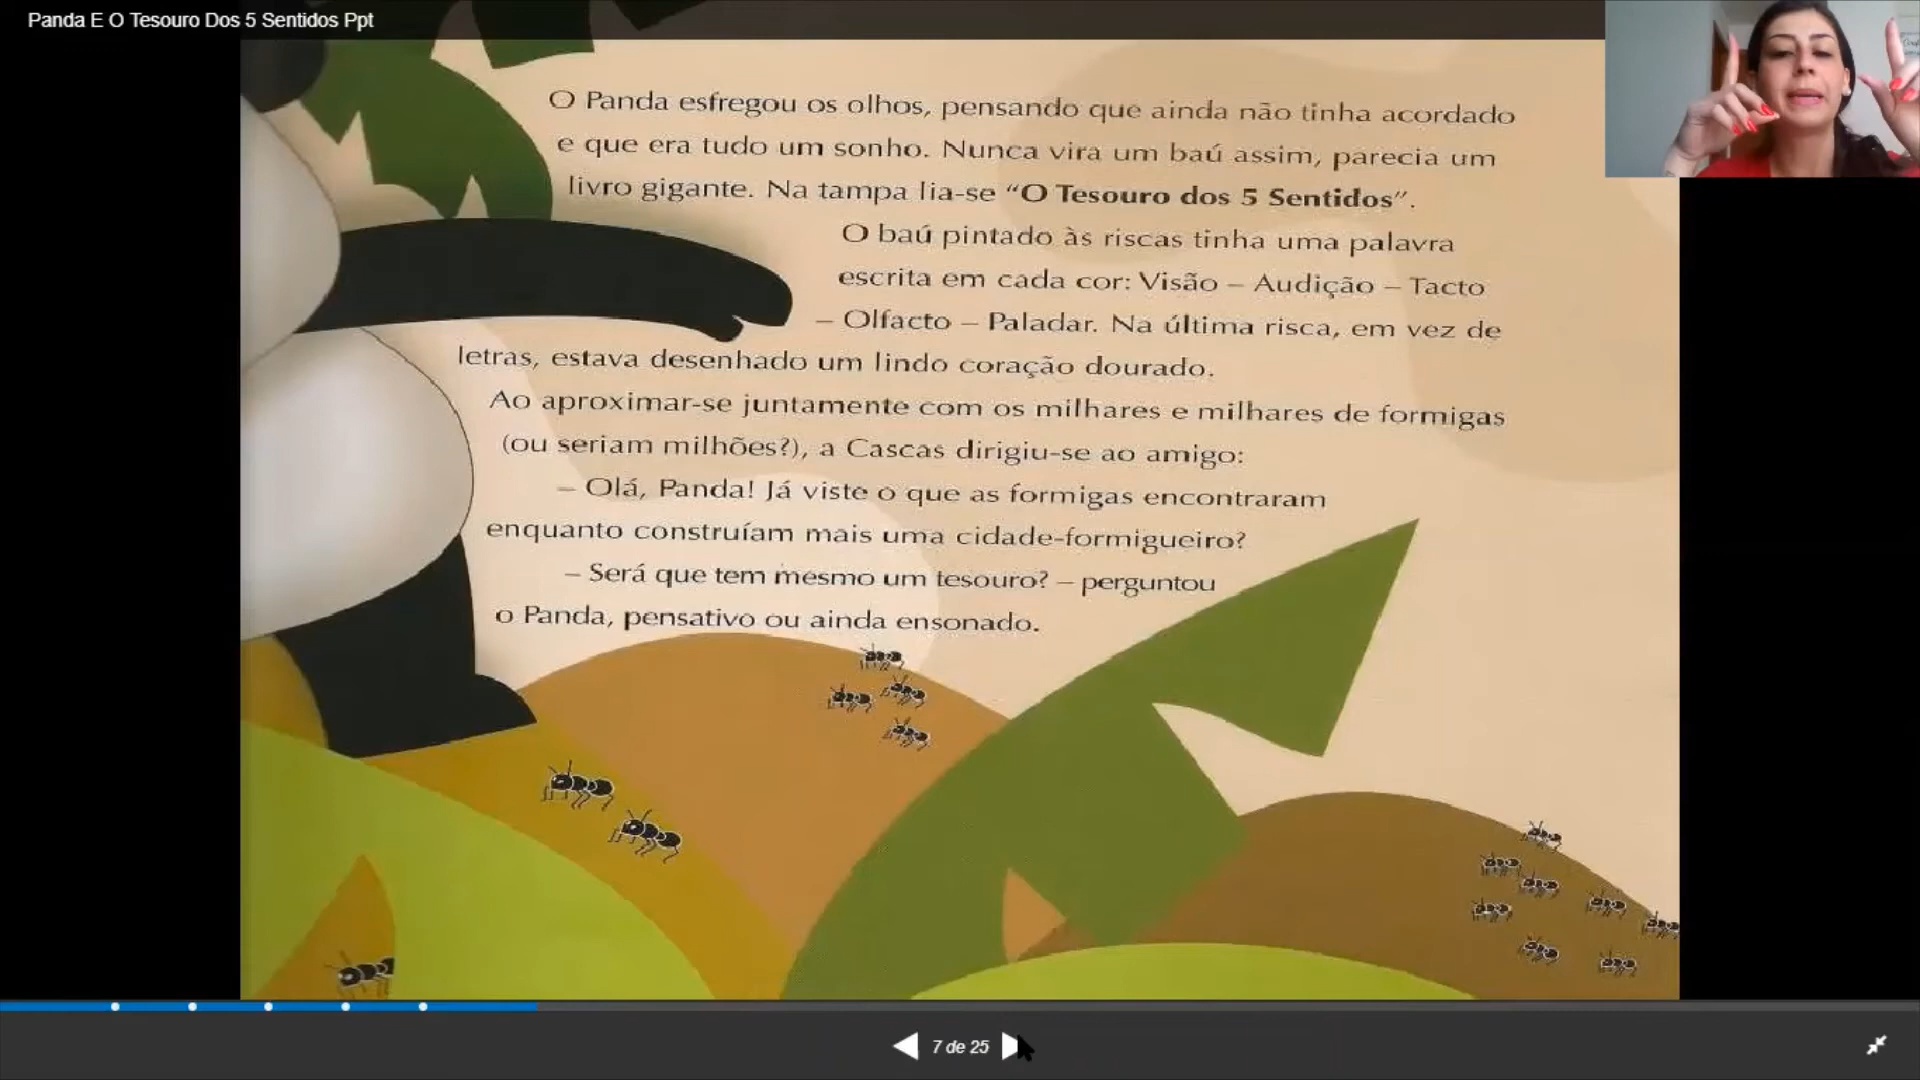 Panda E O Tesouro Dos 5 Sentidos Ppt
O Panda esfregou os olhos, pensando que ainda não tinha acordado
e que era tudo um sonho. Nunca vira um baú assim, parecia um
livro gigante. Na tampa lia-se “O Tesouro dos 5 Sentidos”.
O baú pintado às riscas tinha uma palavra
escrita em cada cor: Visão – Audição – Tacto
– Olfacto – Paladar. Na última risca, em vez de
letras, estava desenhado um lindo coração dourado.
Ao aproximar-se juntamente com os milhares e milhares de formigas
(ou seriam milhões?), a Cascas dirigiu-se ao amigo:
– Olá, Panda! Já viste o que as formigas encontraram
enquanto construíam mais uma cidade-formigueiro?
– Será que tem mesmo um tesouro? – perguntou
o Panda, pensativo ou ainda ensonado.
7 de 25